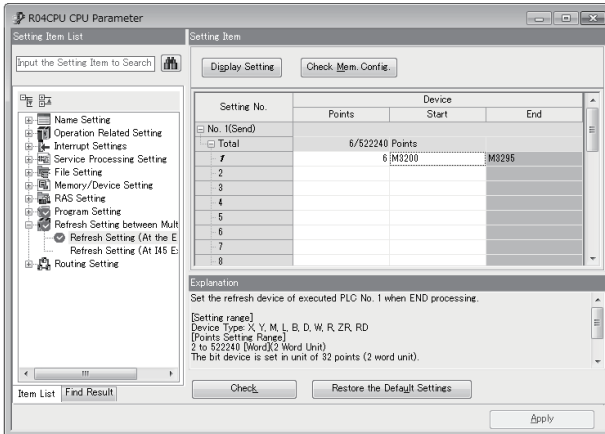 R04CPU CPU Parameter
Setting Item List
Input the Setting Item to Search
Name Setting
Operation Related Setting
Interrupt Settings
Service Processing Setting
File Setting
Memory/Device Setting
RAS Setting
Program Setting
Refresh Setting between Mult
Refresh Setting (At the E
Refresh Setting (At I45 E
Routing Setting
Item List Find Result
Setting Item
Display Setting Check Mem. Config.
Setting No. Device
Points Start End
No. 1(Send)
Total 6/522240 Points
1 6 M3200 M3295
2
3
4
5
6
7
8
Explanation
Set the refresh device of executed PLC No. 1 when END processing.
[Setting range]
Device Type: X, Y, M, L, B, D, W, R, ZR, RD
[Points Setting Range]
2 to 522240 [Word](2 Word Unit)
The bit device is set in unit of 32 points (2 word unit).
Check Restore the Default Settings
Apply